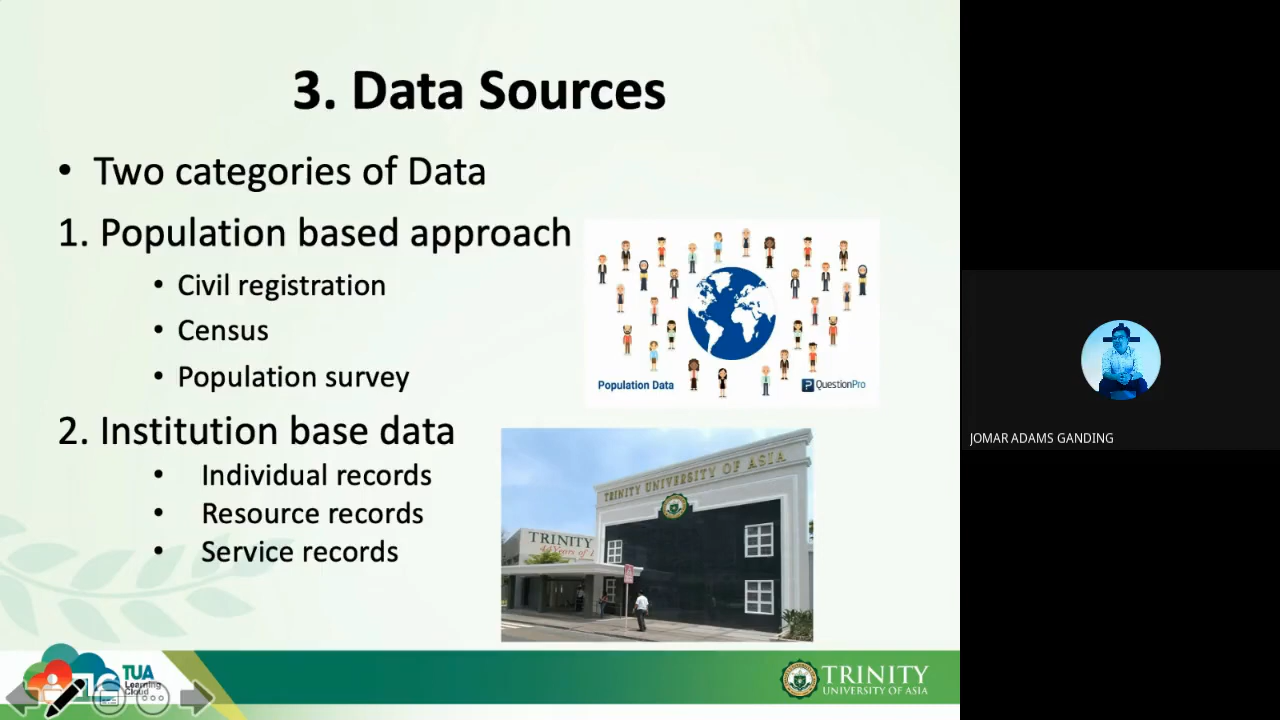 3. Data Sources
• Two categories of Data
1. Population based approach
• Civil registration
• Census
• Population survey
Population Data
QuestionPro
2. Institution base data
• Individual records
• Resource records
• Service records
TRINITY UNIVERSITY OF ASIA
TRINITY
TUA
Learning
Cloud
TRINITY
UNIVERSITY OF ASIA
JOMAR ADAMS GANDING